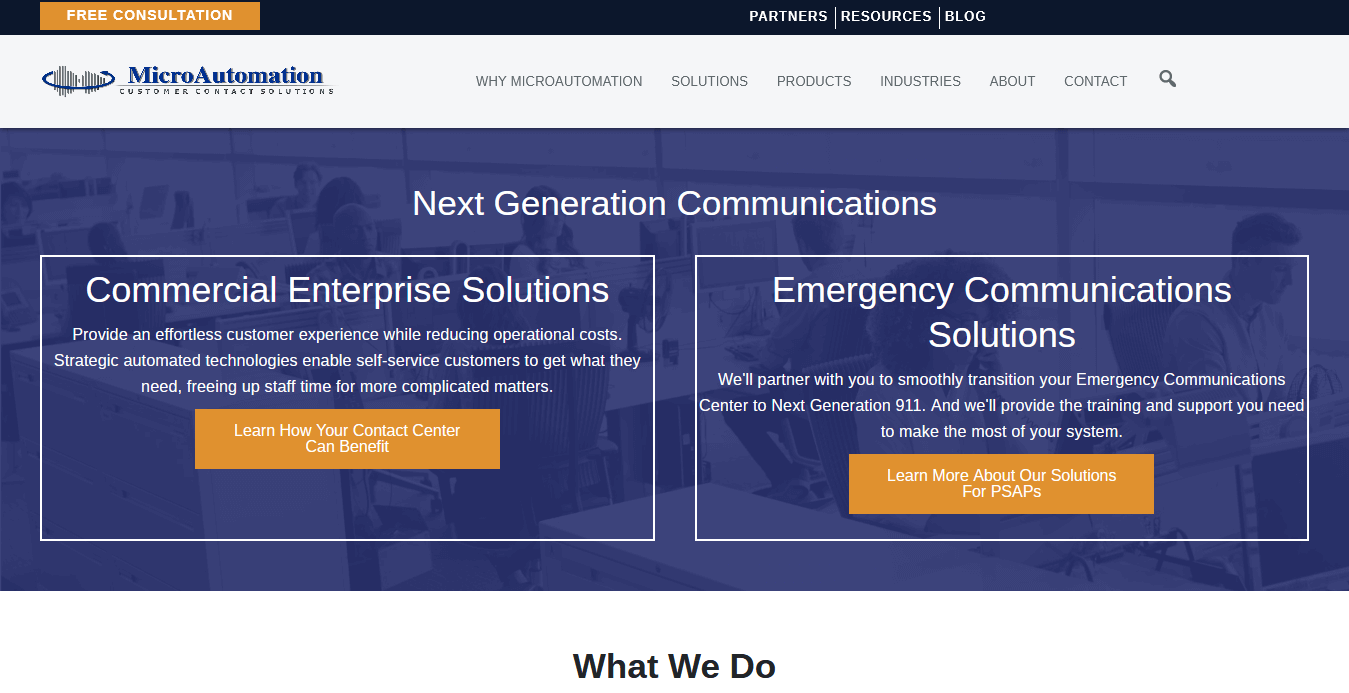 FREE CONSULTATION
PARTNERS
RESOURCES
BLOG
MicroAutomation
CUSTOMER CONTACT SOLUTIONS
WHY MICROAUTOMATION
SOLUTIONS
PRODUCTS
INDUSTRIES
ABOUT
CONTACT
Next Generation Communications
Commercial Enterprise Solutions
Provide an effortless customer experience while reducing operational costs.
Strategic automated technologies enable self-service customers to get what they
need, freeing up staff time for more complicated matters.
Learn How Your Contact Center
Can Benefit
Emergency Communications
Solutions
We'll partner with you to smoothly transition your Emergency Communications
Center to Next Generation 911. And we'll provide the training and support you need
to make the most of your system.
Learn More About Our Solutions
For PSAPs
What We Do